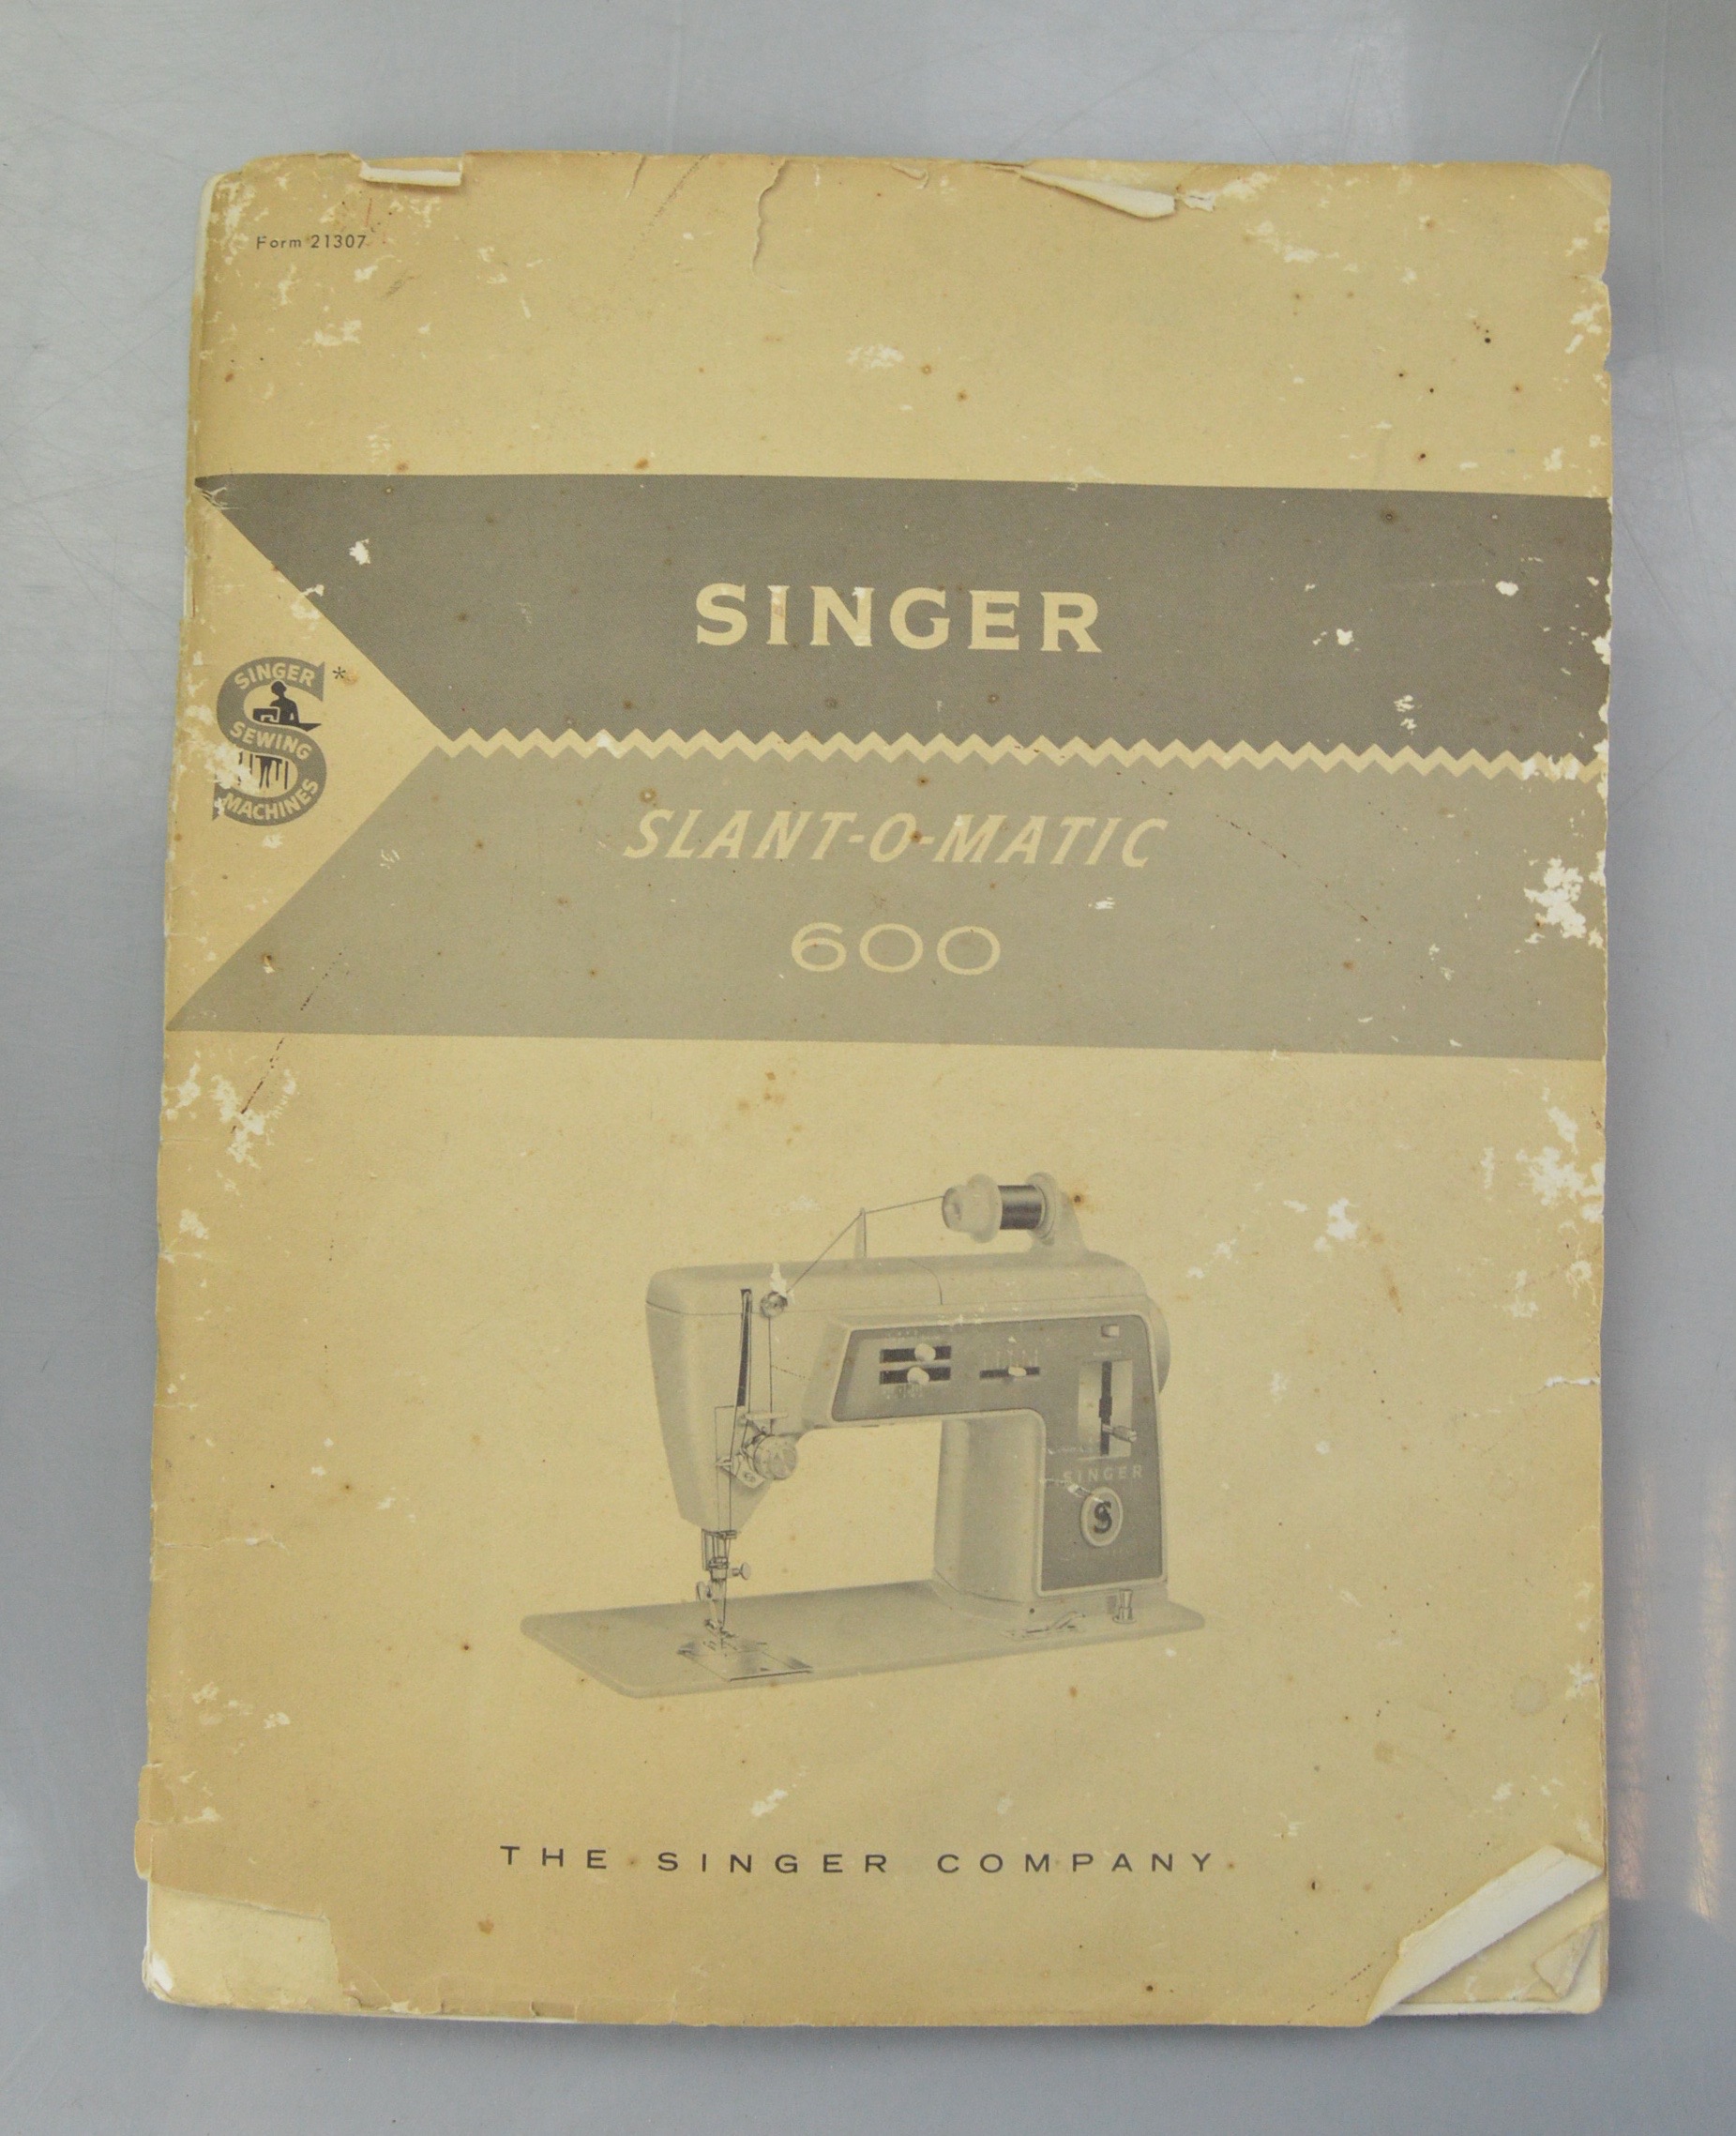 Form 21307
SINGER
SINGER *
SEWING
MACHINES
SLANT-O-MATIC
600
SINGER
S
THE SINGER COMPANY